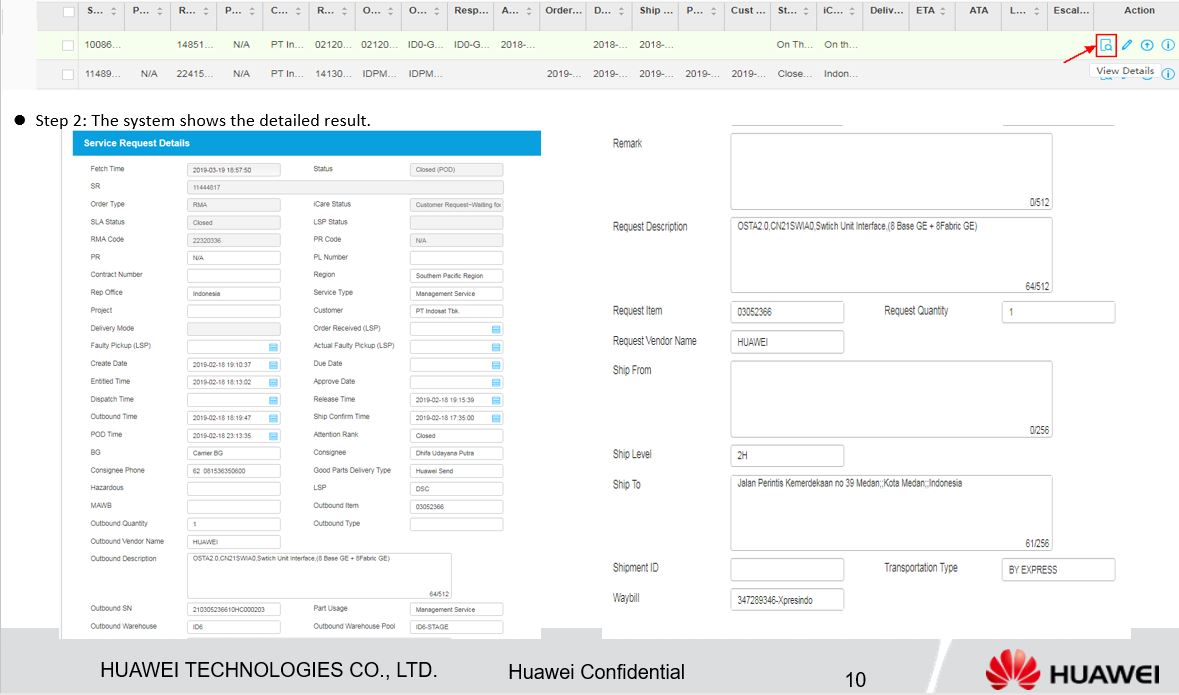 S... P... R... P... C... R... O... O... Resp... A... Order... D... Ship ... P... Cust ... St... iC... Deliv... ETA ATA L... Escal... Action
10086... 14851... N/A PT In... 02120... 02120... ID0-G... ID0-G... 2018-... 2018-... 2018-... On Th... On th...
11489... N/A 22415... N/A PT In... 14130... IDPM... IDPM... 2019-... 2019-... 2019-... 2019-... 2019-... Close... Indon...
View Details
● Step 2: The system shows the detailed result.
Service Request Details
Fetch Time 2019-03-19 18:57:50 Status Closed (POD)
SR 11444817
Order Type RMA iCare Status Customer Request~Waiting for
SLA Status Closed LSP Status
RMA Code 22320336 PR Code N/A
PR N/A PL Number
Contract Number Region Southern Pacific Region
Rep Office Indonesia Service Type Management Service
Project Customer PT Indosat Tbk
Delivery Mode Order Received (LSP)
Faulty Pickup (LSP) Actual Faulty Pickup (LSP)
Create Date 2019-02-18 19:10:37 Due Date
Entitled Time 2019-02-18 18:13:02 Approve Date
Dispatch Time Release Time 2019-02-18 19:15:39
Outbound Time 2019-02-18 18:19:47 Ship Confirm Time 2019-02-18 17:35:00
POD Time 2019-02-18 23:13:35 Attention Rank Closed
BG Carrier BG Consignee Dhifa Udayana Putra
Consignee Phone 62 081536350600 Good Parts Delivery Type Huawei Send
Hazardous LSP DSC
MAWB Outbound Item 03052366
Outbound Quantity 1 Outbound Type
Outbound Vendor Name HUAWEI
Outbound Description OSTA2.0,CN21SWIA0,Swtich Unit Interface,(8 Base GE + 8Fabric GE)
64/512
Outbound SN 210305236610HC000203 Part Usage Management Service
Outbound Warehouse ID6 Outbound Warehouse Pool ID6-STAGE
Remark
0/512
Request Description OSTA2.0,CN21SWIA0,Swtich Unit Interface,(8 Base GE + 8Fabric GE)
64/512
Request Item 03052366 Request Quantity 1
Request Vendor Name HUAWEI
Ship From
0/256
Ship Level 2H
Ship To Jalan Perintis Kemerdekaan no 39 Medan;;Kota Medan;;Indonesia
61/256
Shipment ID Transportation Type BY EXPRESS
Waybill 347289346-Xpresindo
HUAWEI TECHNOLOGIES CO., LTD. Huawei Confidential 10 HUAWEI